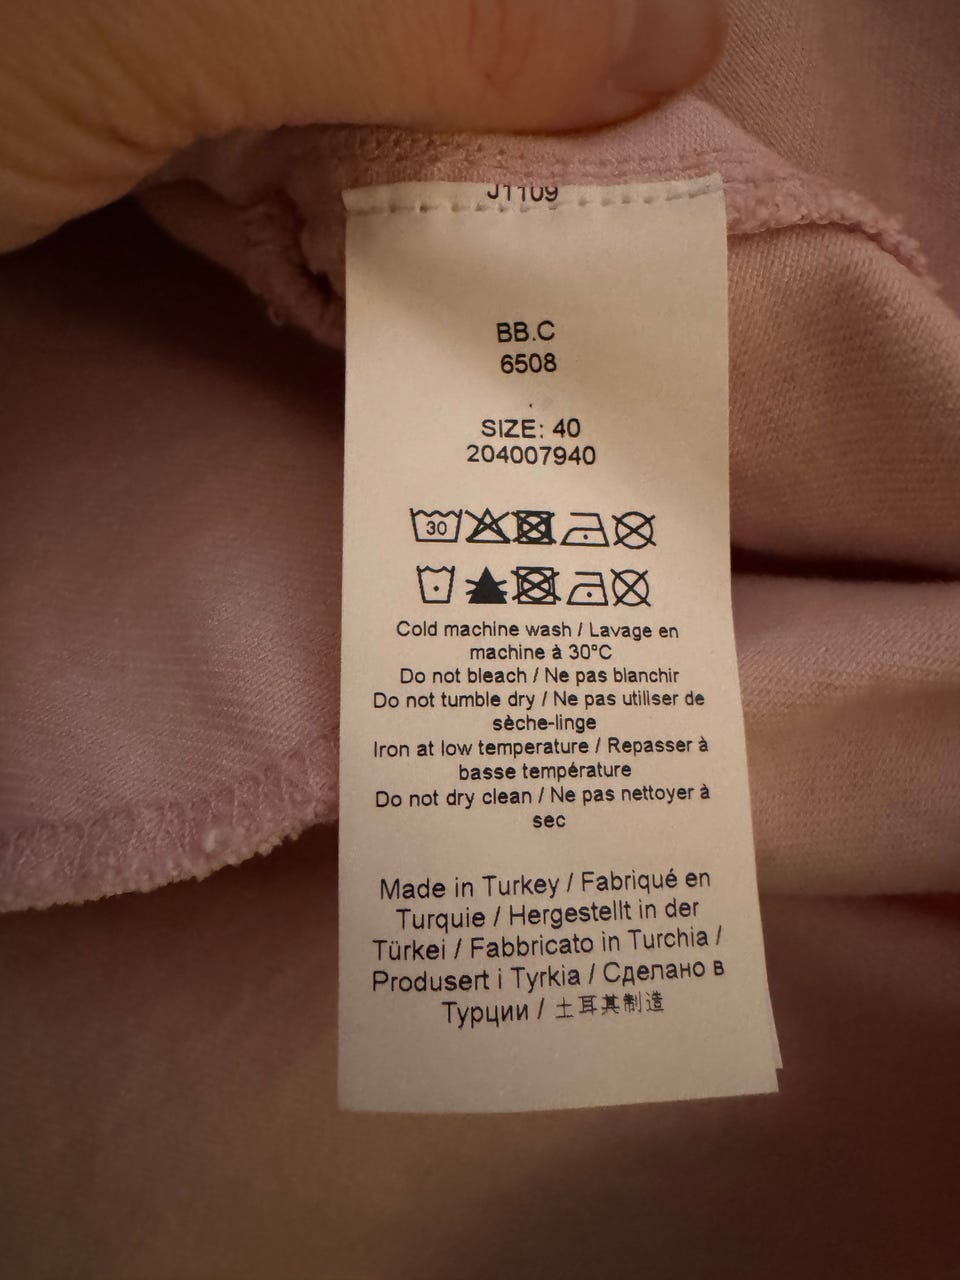 J1109
BB.C
6508
SIZE: 40
204007940
30
Cold machine wash / Lavage en
machine à 30°C
Do not bleach / Ne pas blanchir
Do not tumble dry / Ne pas utiliser de
sèche-linge
Iron at low temperature / Repasser à
basse température
Do not dry clean / Ne pas nettoyer à
sec
Made in Turkey / Fabriqué en
Turquie / Hergestellt in der
Türkei / Fabbricato in Turchia /
Produsert i Tyrkia / Сделано в
Турции / 土耳其制造